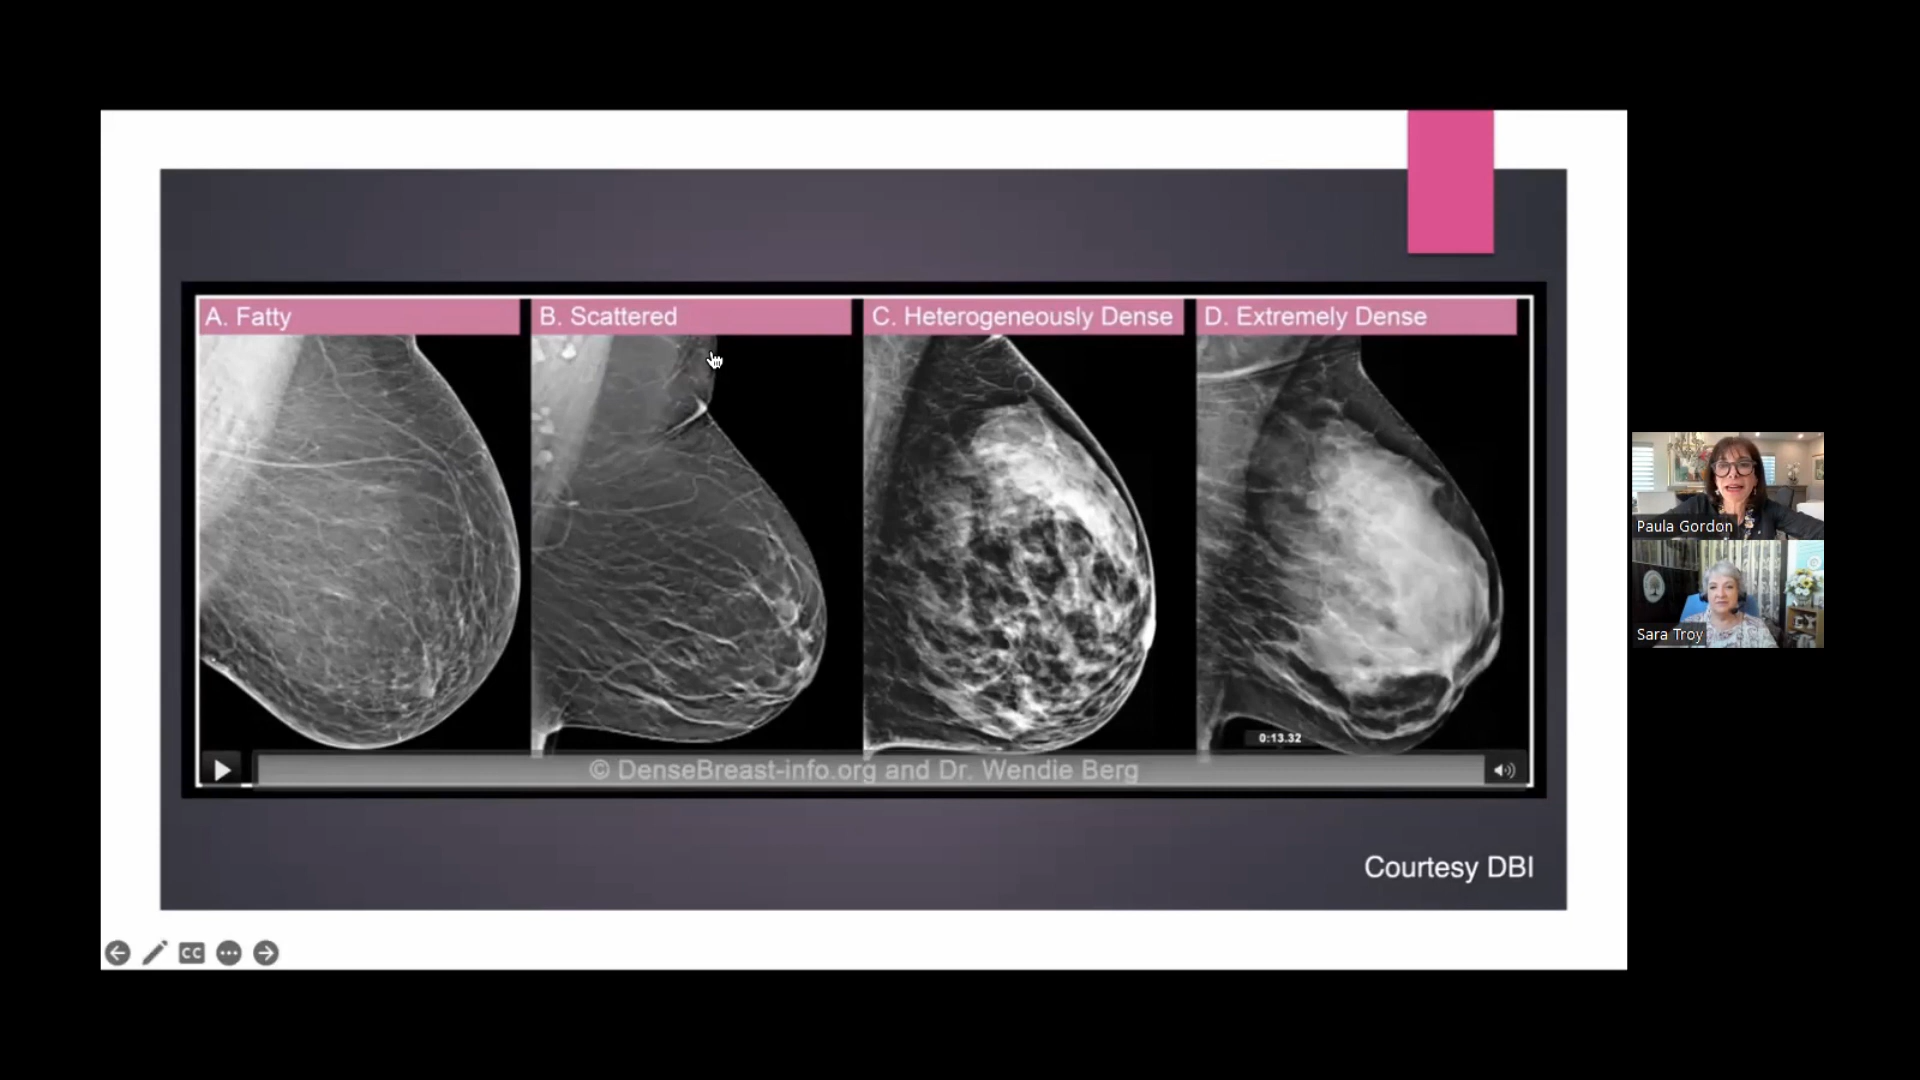 A. Fatty
B. Scattered
C. Heterogeneously Dense
D. Extremely Dense
0:13.32
© DenseBreast-info.org and Dr. Wendie Berg
Courtesy DBI
CC
Paula Gordon
Sara Troy